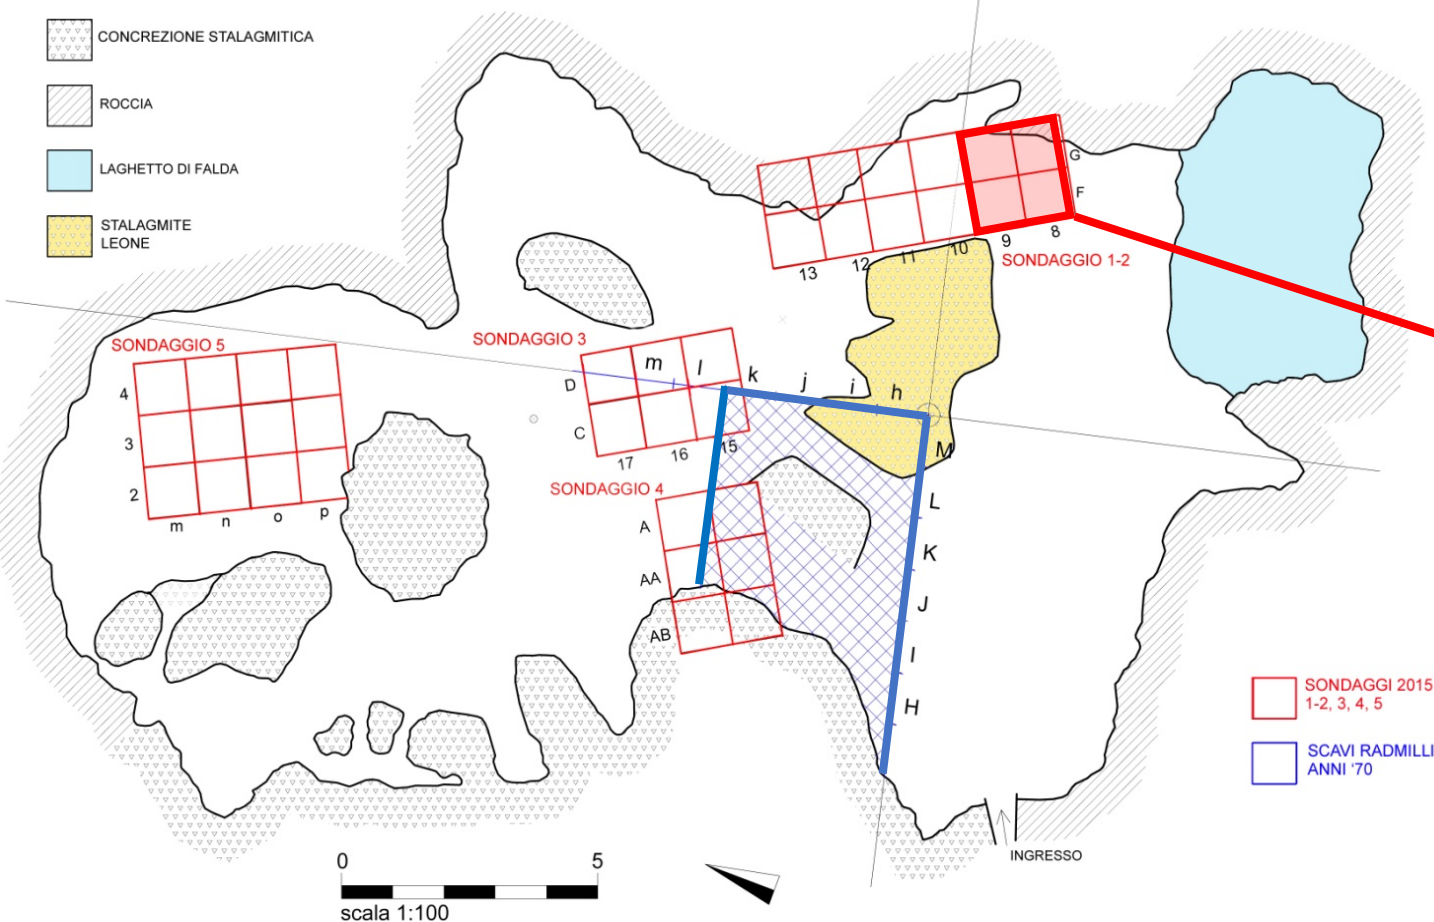 CONCREZIONE STALAGMITICA
ROCCIA
LAGHETTO DI FALDA
STALAGMITE
LEONE
G
F
8
9
10
11
12
13
SONDAGGIO 1-2
SONDAGGIO 5
4
3
2
m n o p
SONDAGGIO 3
D
C
m l k j i h
17 16 15
SONDAGGIO 4
A
AA
AB
M
L
K
J
I
H
SONDAGGI 2015
1-2, 3, 4, 5
SCAVI RADMILLI
ANNI ‘70
INGRESSO
0 5
scala 1:100